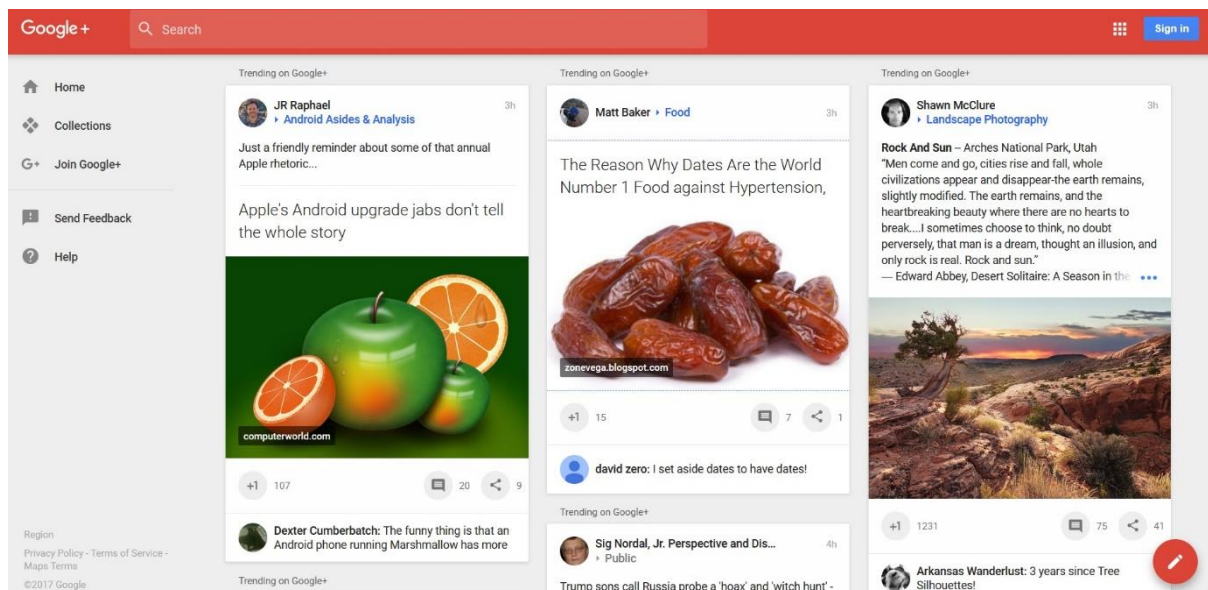 Google+
Search
Sign in
Home
Collections
G+ Join Google+
Send Feedback
Help
Region
Privacy Policy - Terms of Service -
Maps Terms
©2017 Google
Trending on Google+
JR Raphael
Android Asides & Analysis
3h
Just a friendly reminder about some of that annual
Apple rhetoric...
Apple's Android upgrade jabs don't tell
the whole story
computerworld.com
+1 107
20
9
Dexter Cumberbatch: The funny thing is that an
Android phone running Marshmallow has more
Trending on Google+
Trending on Google+
Matt Baker Food
3h
The Reason Why Dates Are the World
Number 1 Food against Hypertension,
zonevega.blogspot.com
+1 15
7
1
david zero: I set aside dates to have dates!
Trending on Google+
Sig Nordal, Jr. Perspective and Dis...
Public
4h
Trump sons call Russia probe a 'hoax' and 'witch hunt' -
Trending on Google+
Shawn McClure
Landscape Photography
3h
Rock And Sun – Arches National Park, Utah
“Men come and go, cities rise and fall, whole
civilizations appear and disappear-the earth remains,
slightly modified. The earth remains, and the
heartbreaking beauty where there are no hearts to
break....I sometimes choose to think, no doubt
perversely, that man is a dream, thought an illusion, and
only rock is real. Rock and sun.”
— Edward Abbey, Desert Solitaire: A Season in the
+1 1231
75
41
Arkansas Wanderlust: 3 years since Tree
Silhouettes!